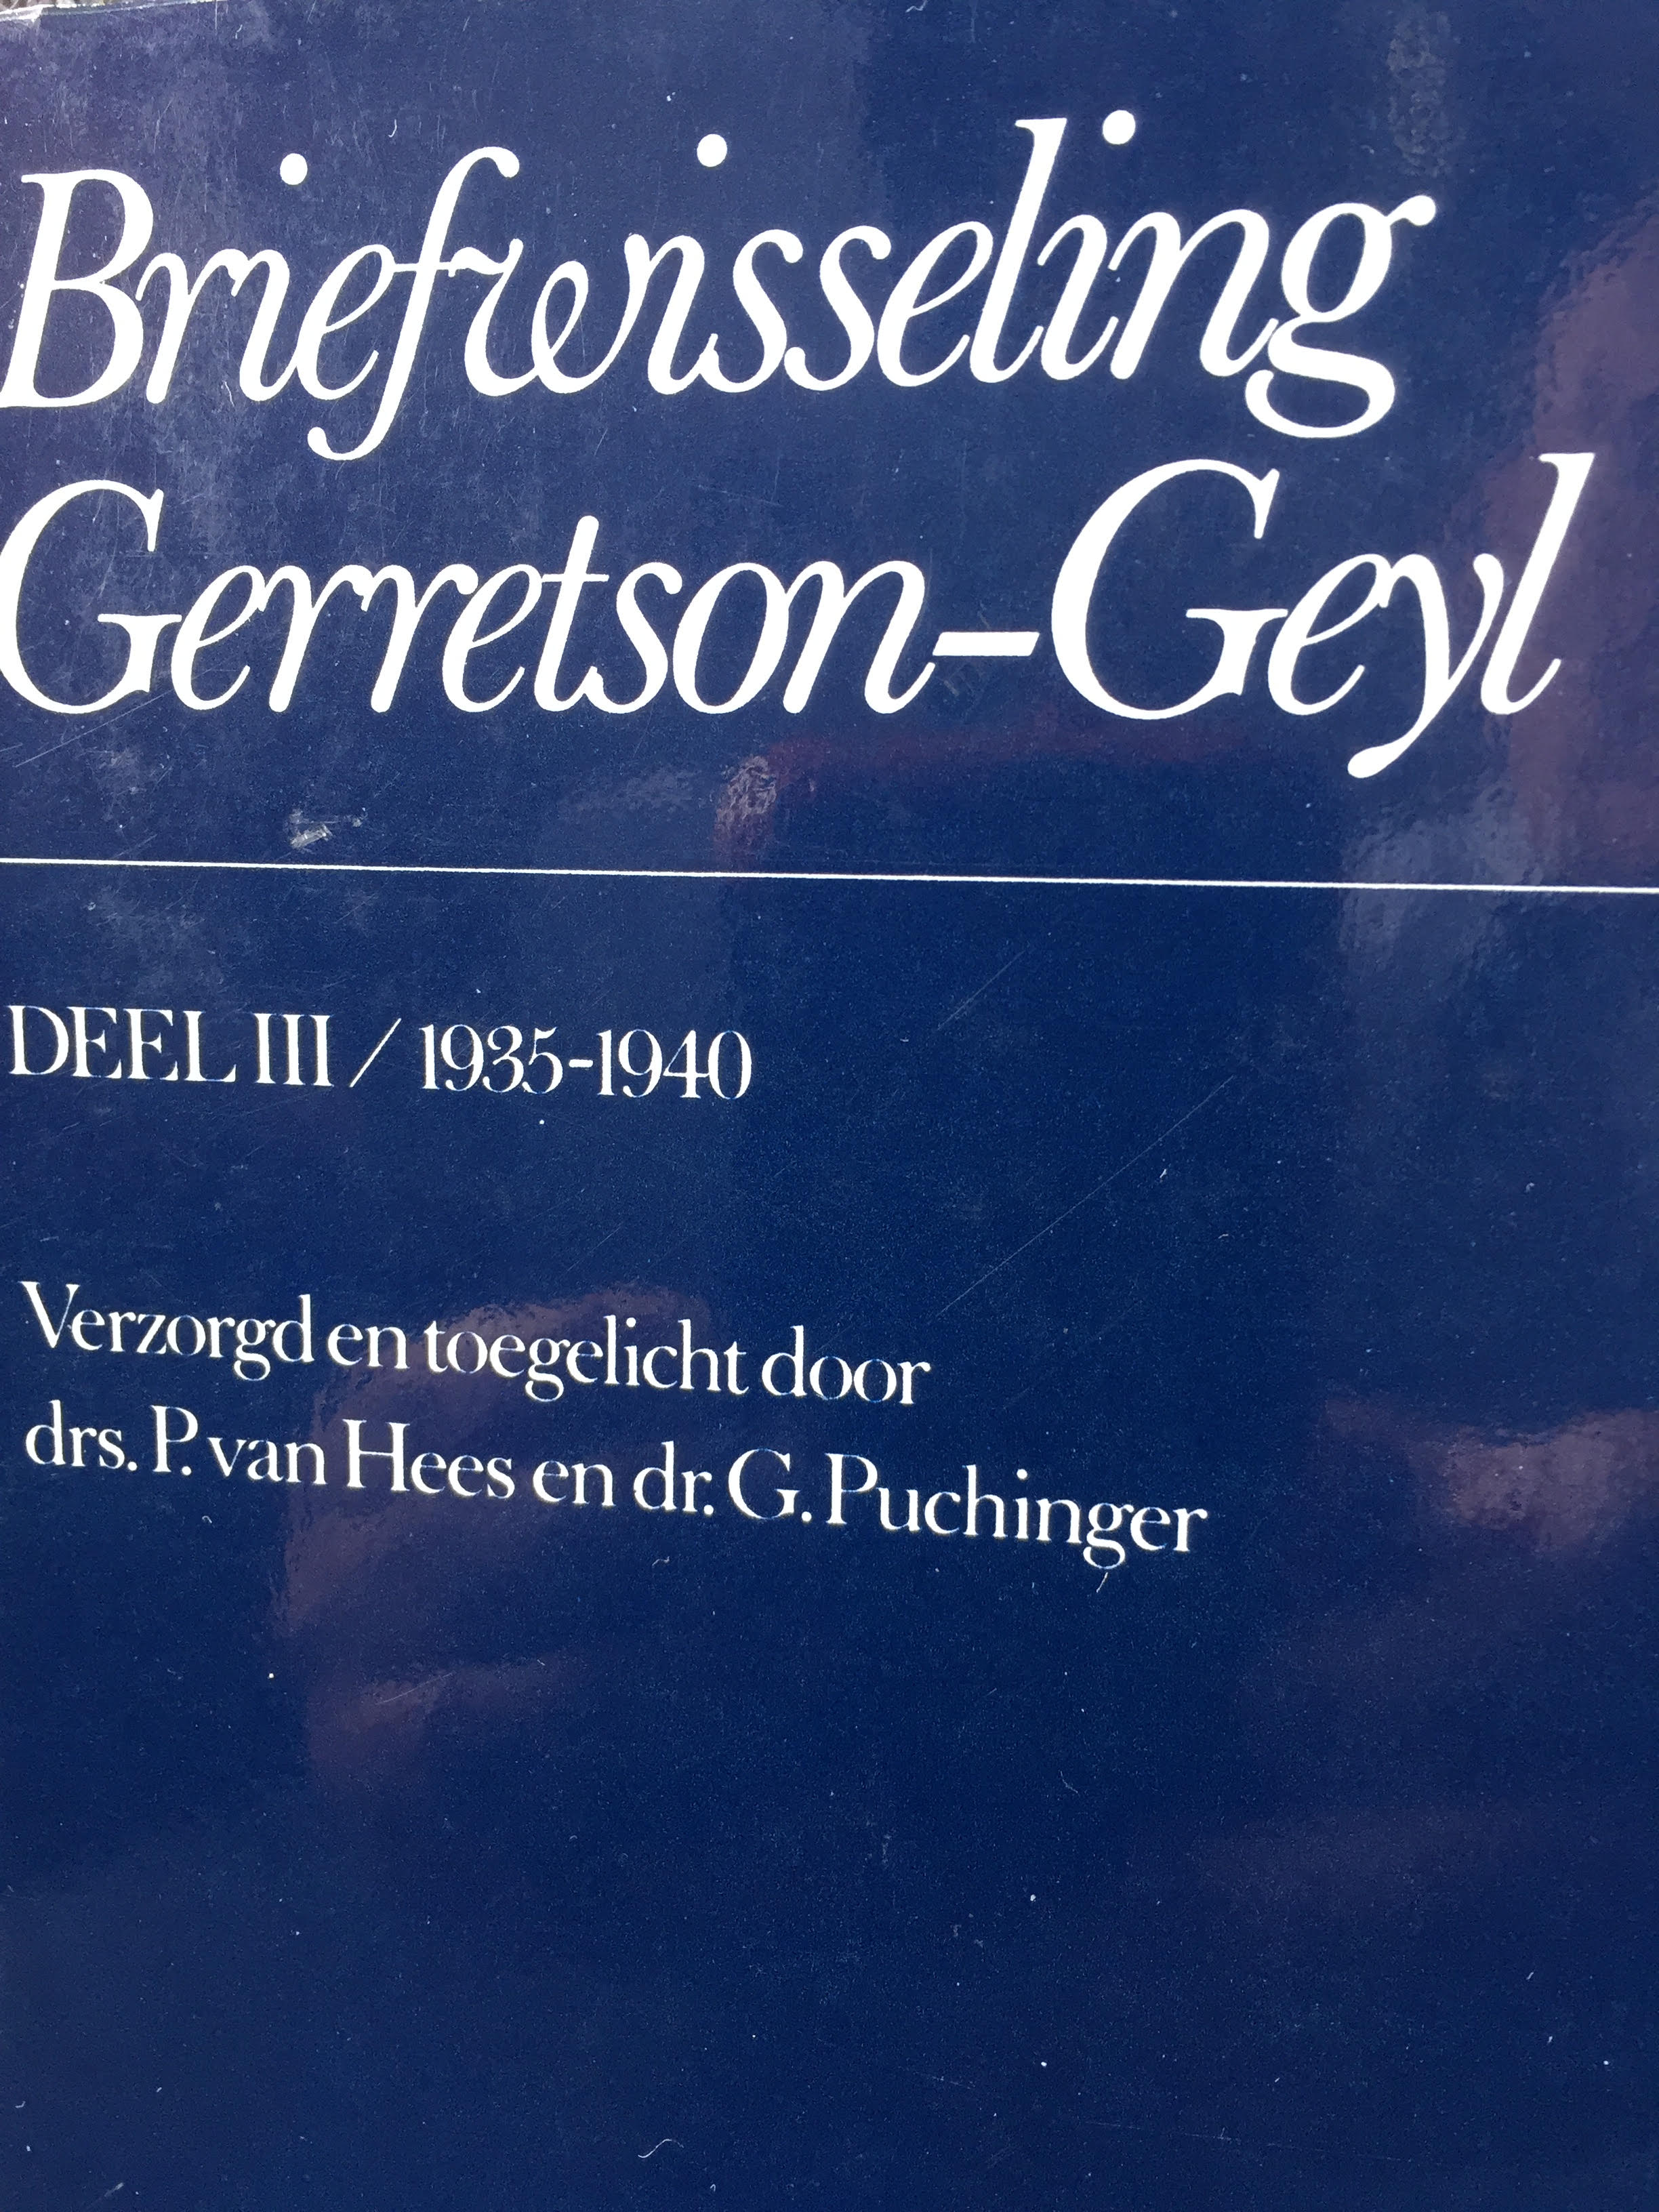 Briefwisseling
Gerretson-Geyl
DEEL III / 1935-1940
Verzorgd en toegelicht door
drs. P. van Hees en dr. G. Puchinger